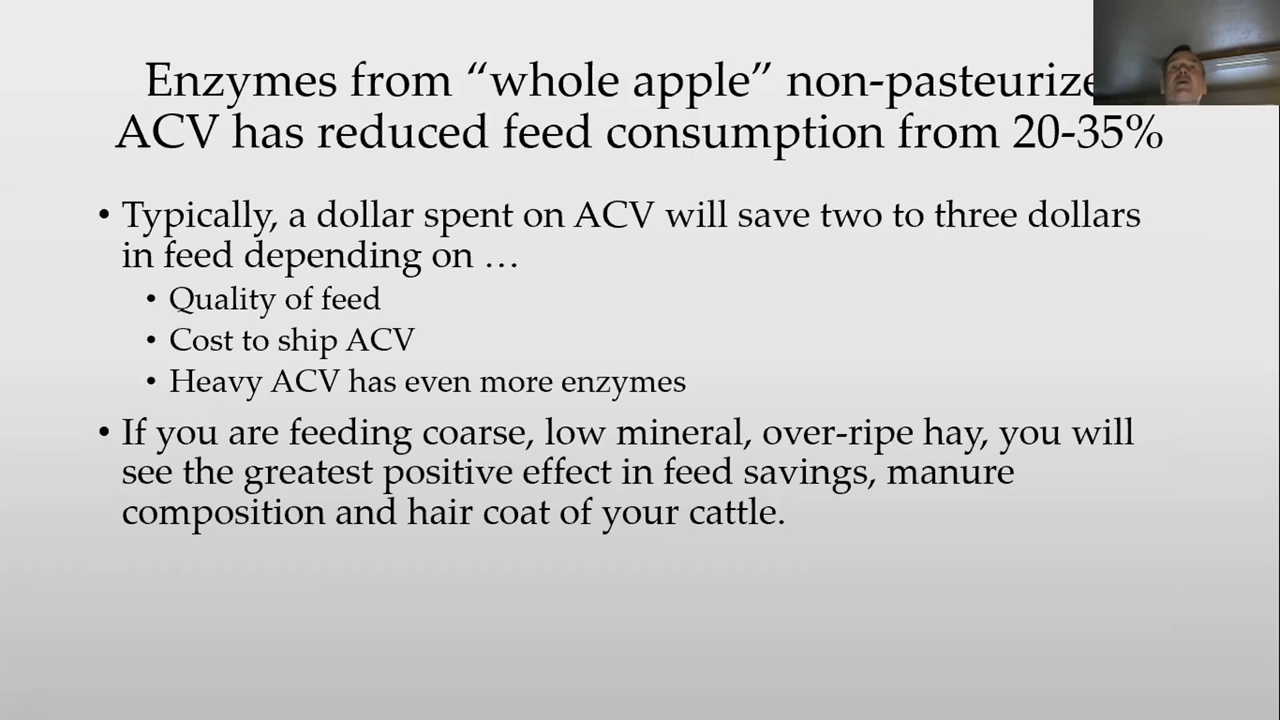 Enzymes from “whole apple”
ACV has reduced feed consumption from 20-35%
• Typically, a dollar spent on ACV will save two to three dollars
in feed depending on …
• Quality of feed
• Cost to ship ACV
• Heavy ACV has even more enzymes
• If you are feeding coarse, low mineral, over-ripe hay, you will
see the greatest positive effect in feed savings, manure
composition and hair coat of your cattle.